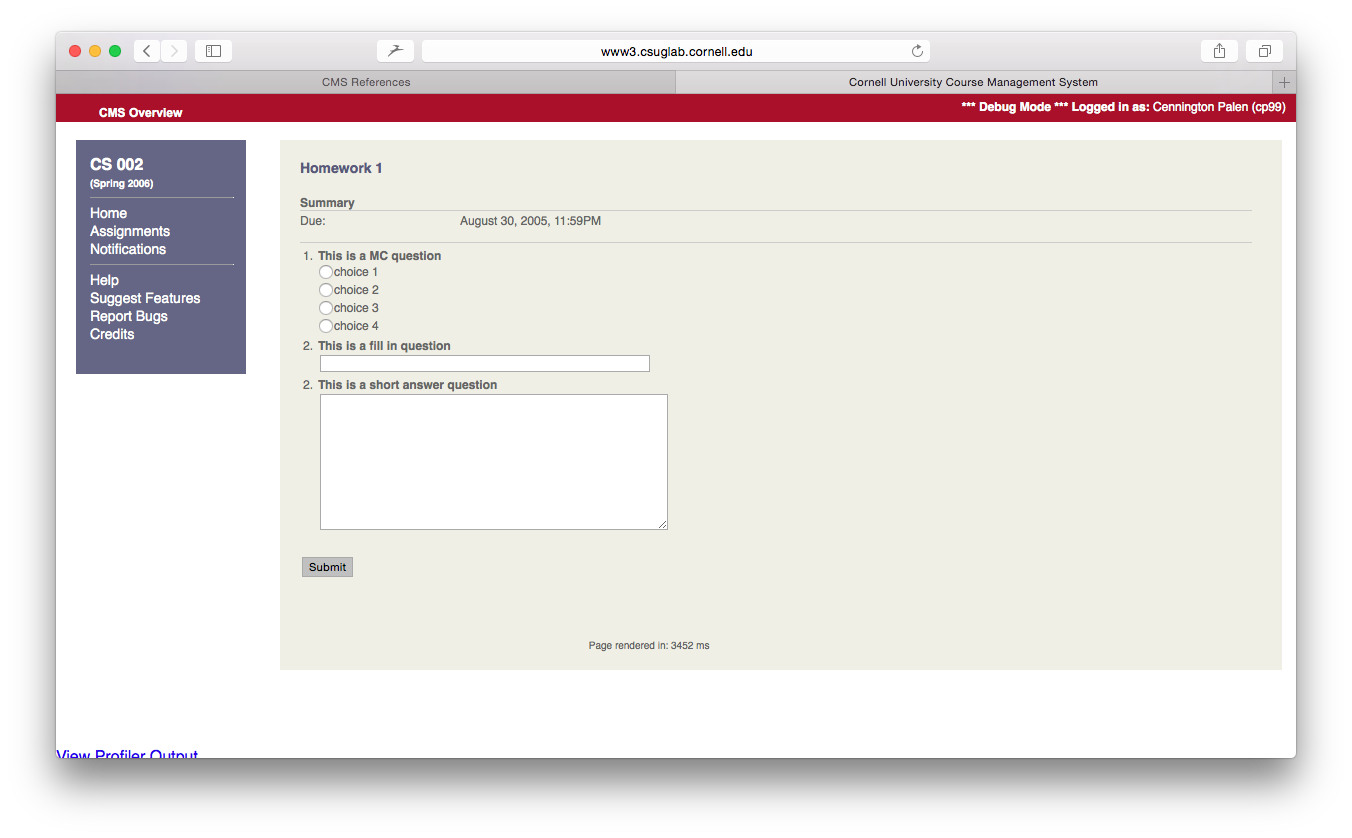 www3.csuglab.cornell.edu
CMS References
Cornell University Course Management System
CMS Overview
*** Debug Mode *** Logged in as: Cennington Palen (cp99)
CS 002
(Spring 2006)
Home
Assignments
Notifications
Help
Suggest Features
Report Bugs
Credits
Homework 1
Summary
Due: August 30, 2005, 11:59PM
1. This is a MC question
choice 1
choice 2
choice 3
choice 4
2. This is a fill in question
2. This is a short answer question
Submit
Page rendered in: 3452 ms
View Profiler Output